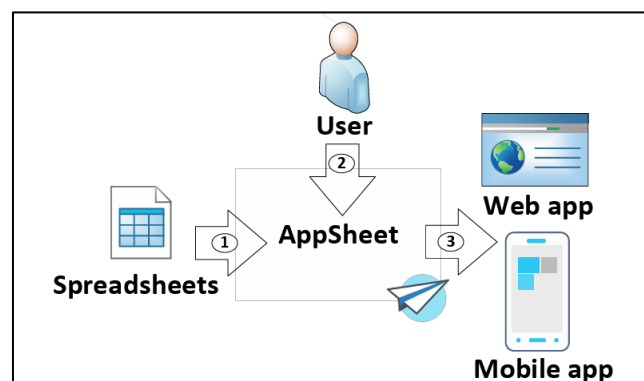 User
2
Spreadsheets
1
AppSheet
3
Web app
Mobile app